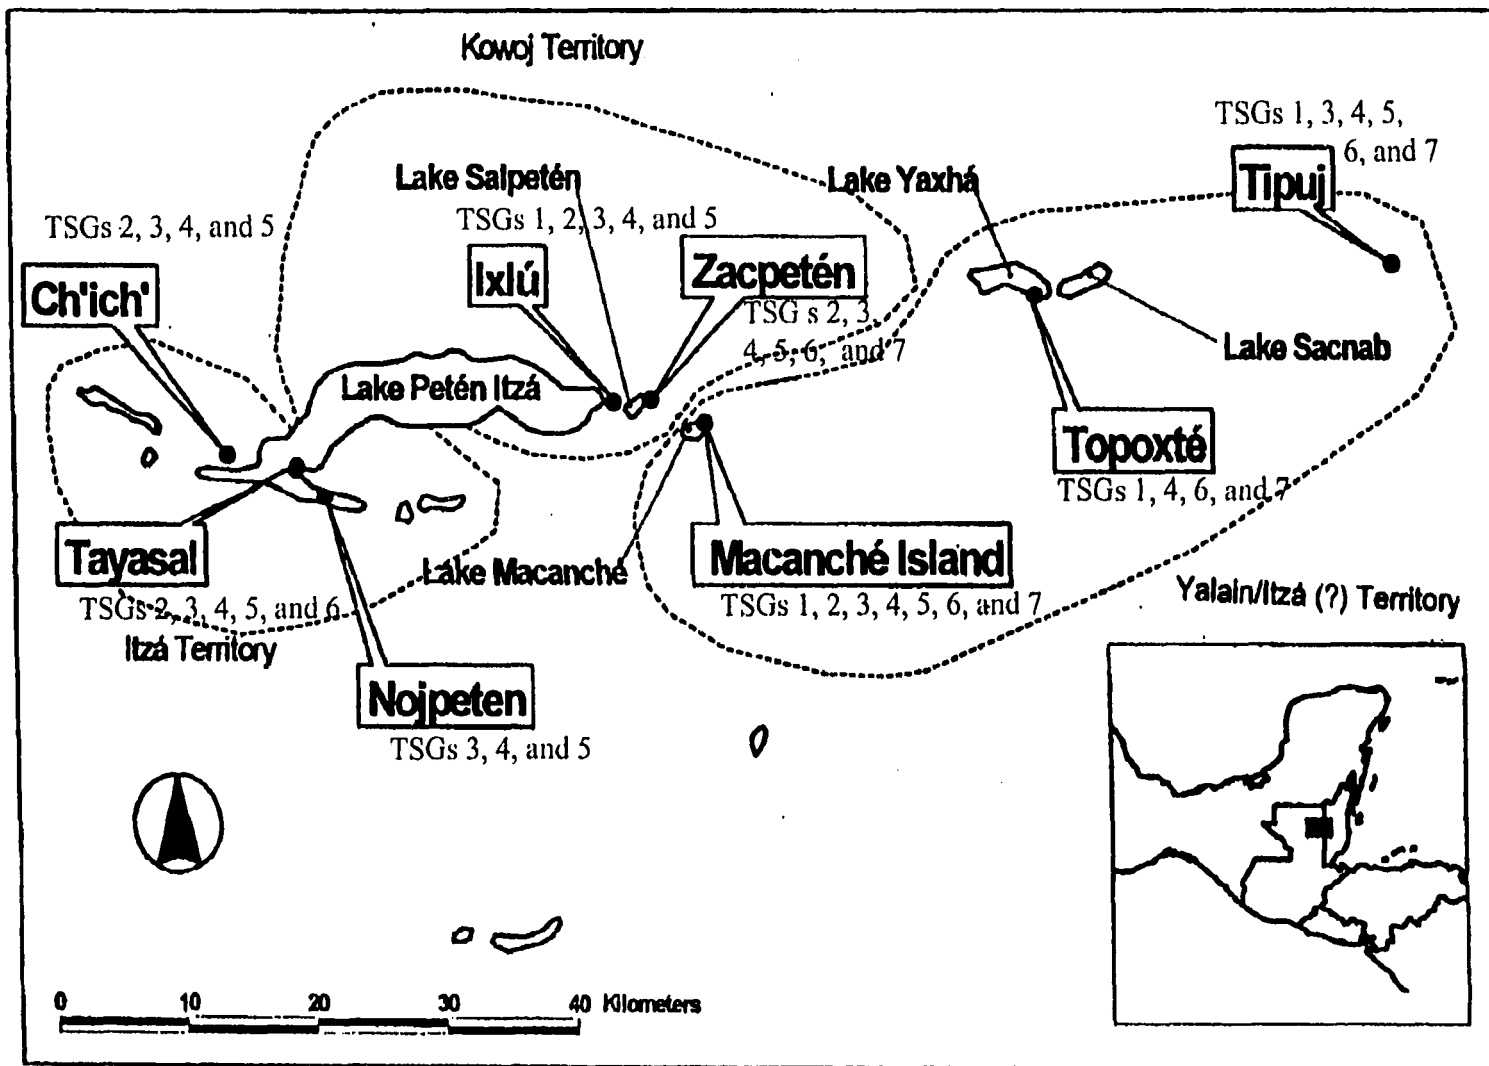 Kowoj Territory
TSGs 1, 3, 4, 5,
6, and 7
Tipuj
Lake Salpetén
Lake Yaxhá
TSGs 2, 3, 4, and 5
TSGs 1, 2, 3, 4, and 5
Ch'ich'
Ixlú
Zacpetén
TSG s 2, 3,
4, 5, 6, and 7
Lake Sacnab
Lake Petén Itzá
Topoxté
TSGs 1, 4, 6, and 7
Tayasal
TSGs 2, 3, 4, 5, and 6
Itzá Territory
Lake Macanché
Macanché Island
TSGs 1, 2, 3, 4, 5, 6, and 7
Yalain/Itzá (?) Territory
Nojpeten
TSGs 3, 4, and 5
0 10 20 30 40 Kilometers